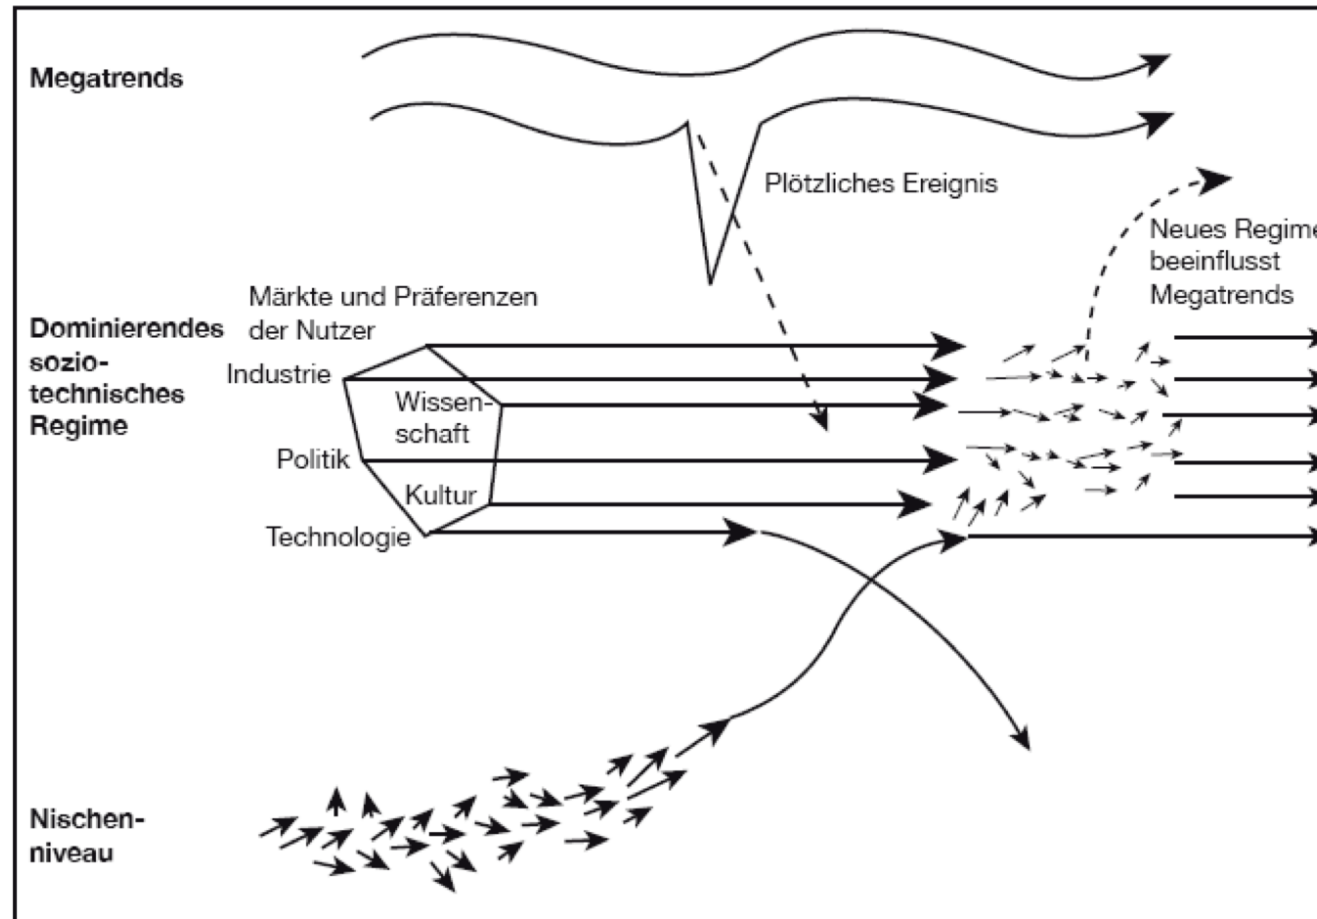 Megatrends
Plötzliches Ereignis
Neues Regime
beeinflusst
Megatrends
Märkte und Präferenzen
der Nutzer
Dominierendes
sozio-
technisches
Regime
Industrie
Wissen-
schaft
Politik
Kultur
Technologie
Nischen-
niveau